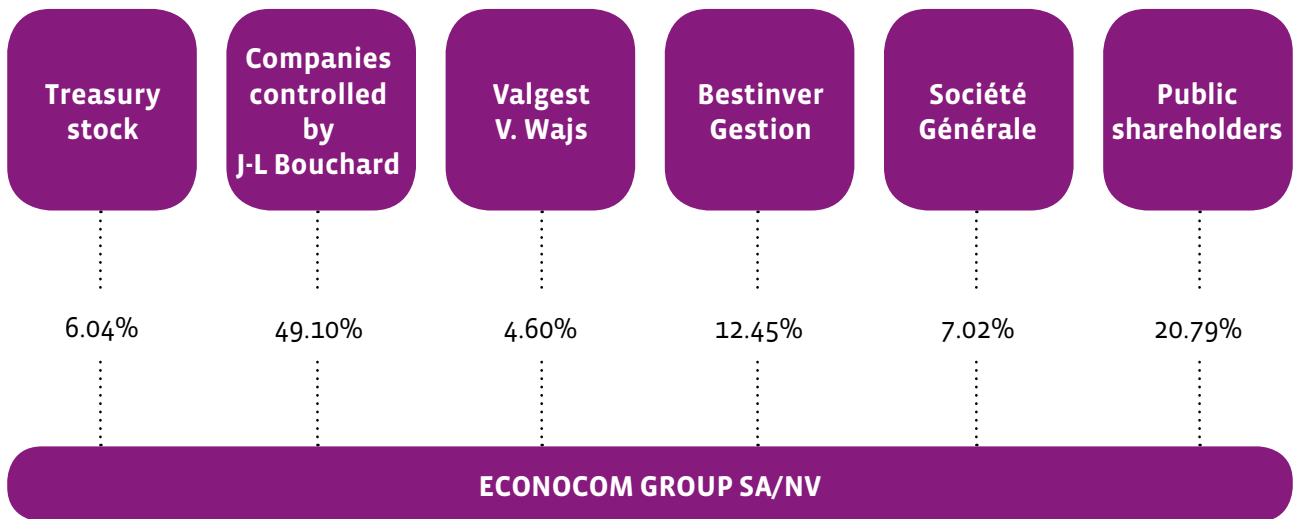 Treasury
stock
Companies
controlled
by
J-L Bouchard
Valgest
V. Wajs
Bestinver
Gestion
Société
Générale
Public
shareholders
6.04%
49.10%
4.60%
12.45%
7.02%
20.79%
ECONOCOM GROUP SA/NV